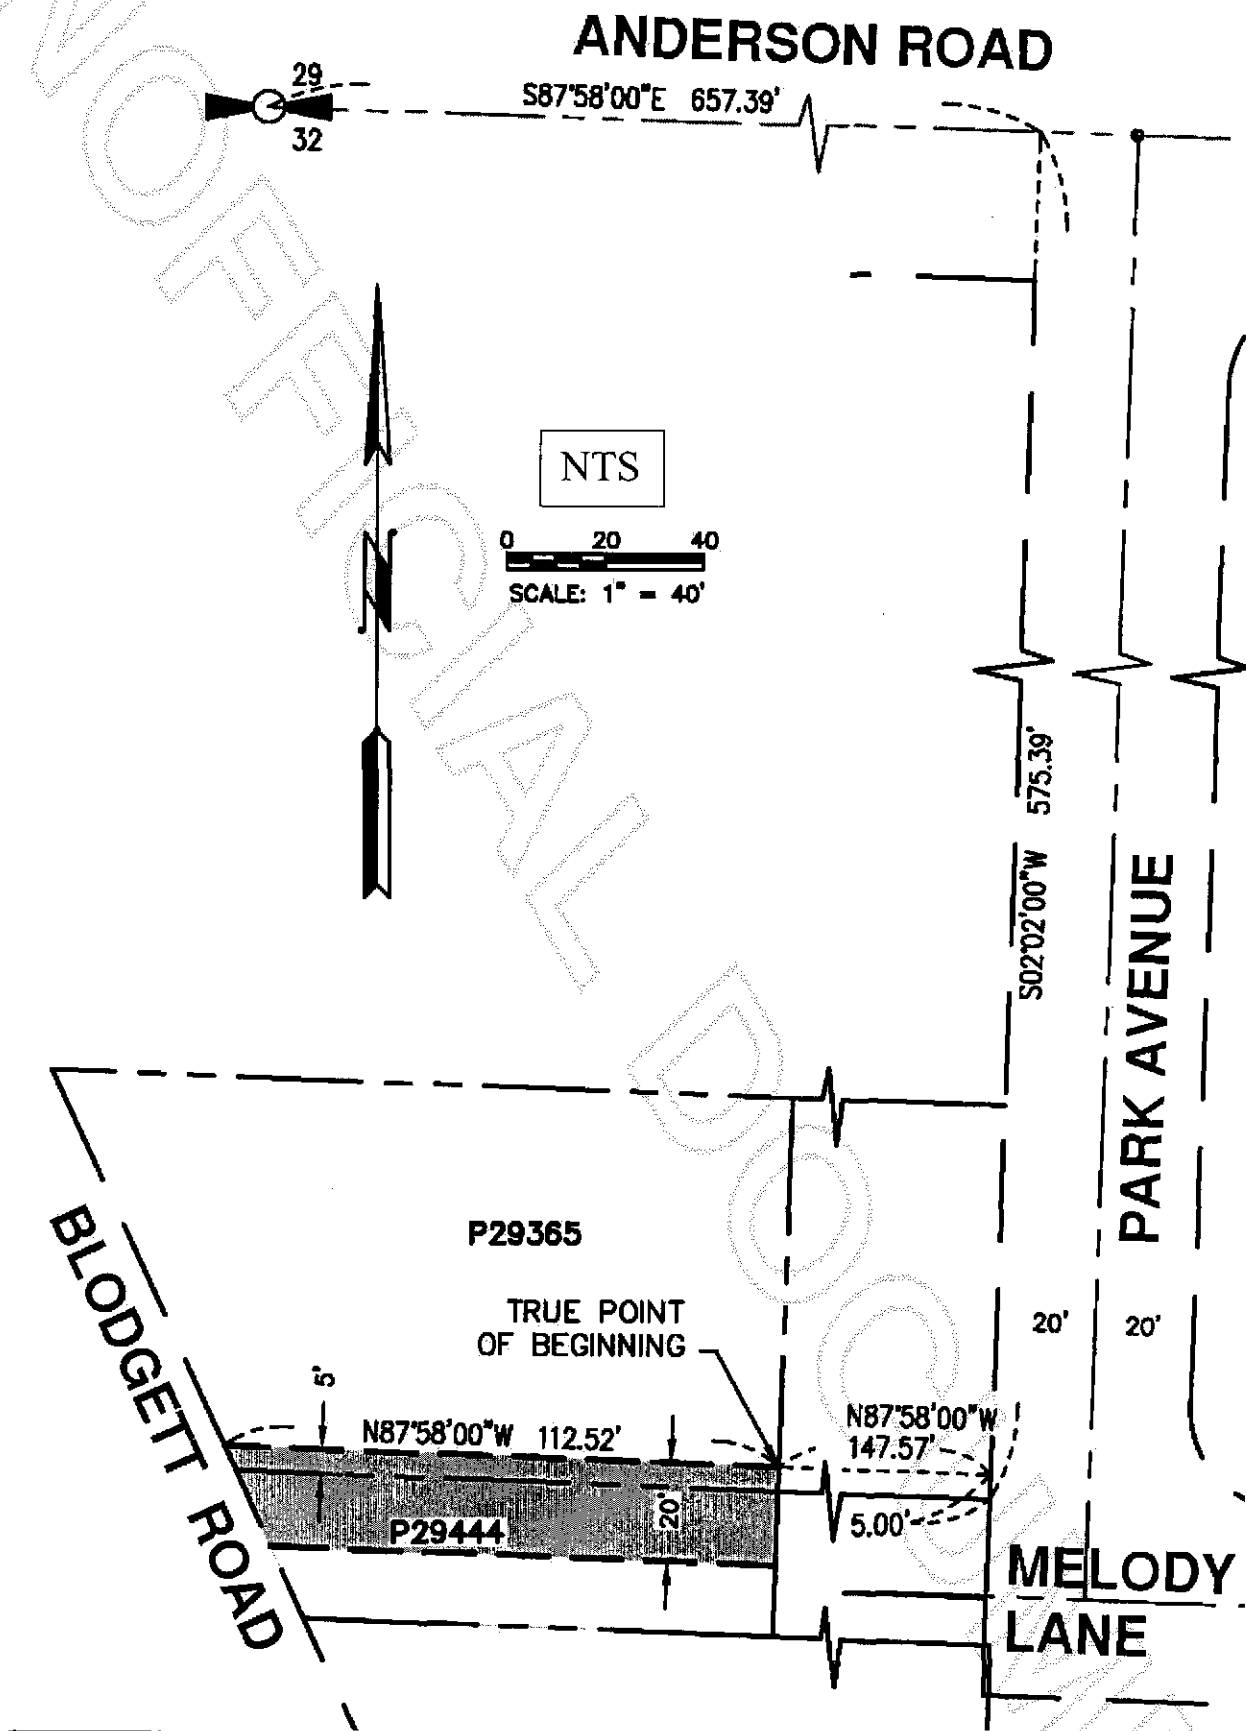 ANDERSON ROAD
29
32
S87°58'00"E 657.39'
NTS
0 20 40
SCALE: 1" = 40'
N
S02°02'00"W 575.39'
PARK AVENUE
P29365
BLODGETT ROAD
TRUE POINT
OF BEGINNING
20' 20'
5'
N87°58'00"W 112.52'
N87°58'00"W
147.57'
20'
5.00'
P29444
MELODY
LANE
UNOFFICIAL DOCUMENT